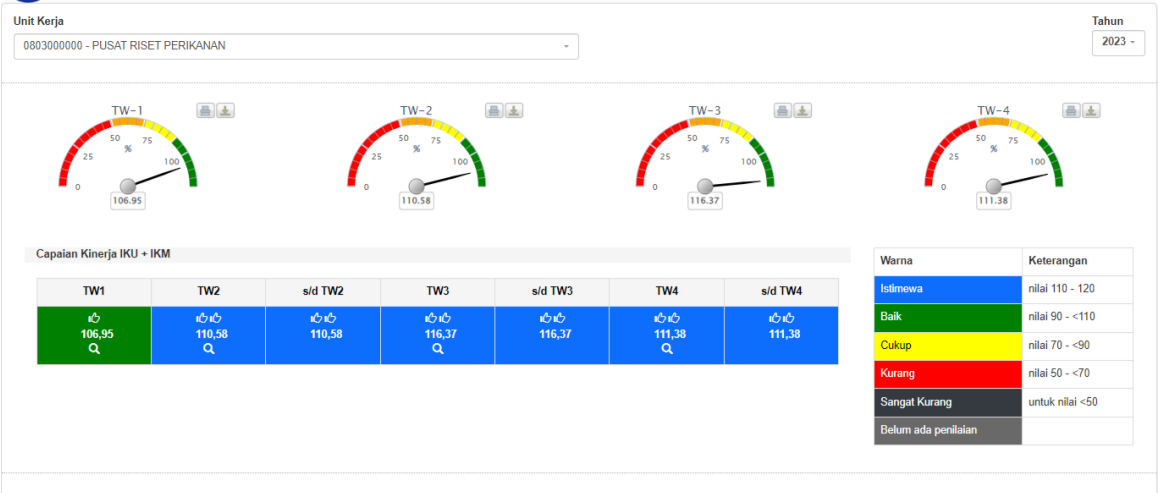 Unit Kerja
Tahun
0803000000 - PUSAT RISET PERIKANAN
2023
TW-1
0
25
50
75
100
%
106.95
TW-2
0
25
50
75
100
%
110.58
TW-3
0
25
50
75
100
%
116.37
TW-4
0
25
50
75
100
%
111.38
Capaian Kinerja IKU + IKM
TW1 TW2 s/d TW2 TW3 s/d TW3 TW4 s/d TW4
106,95 110,58 110,58 116,37 116,37 111,38 111,38
Warna Keterangan
Istimewa nilai 110 - 120
Baik nilai 90 - <110
Cukup nilai 70 - <90
Kurang nilai 50 - <70
Sangat Kurang untuk nilai <50
Belum ada penilaian